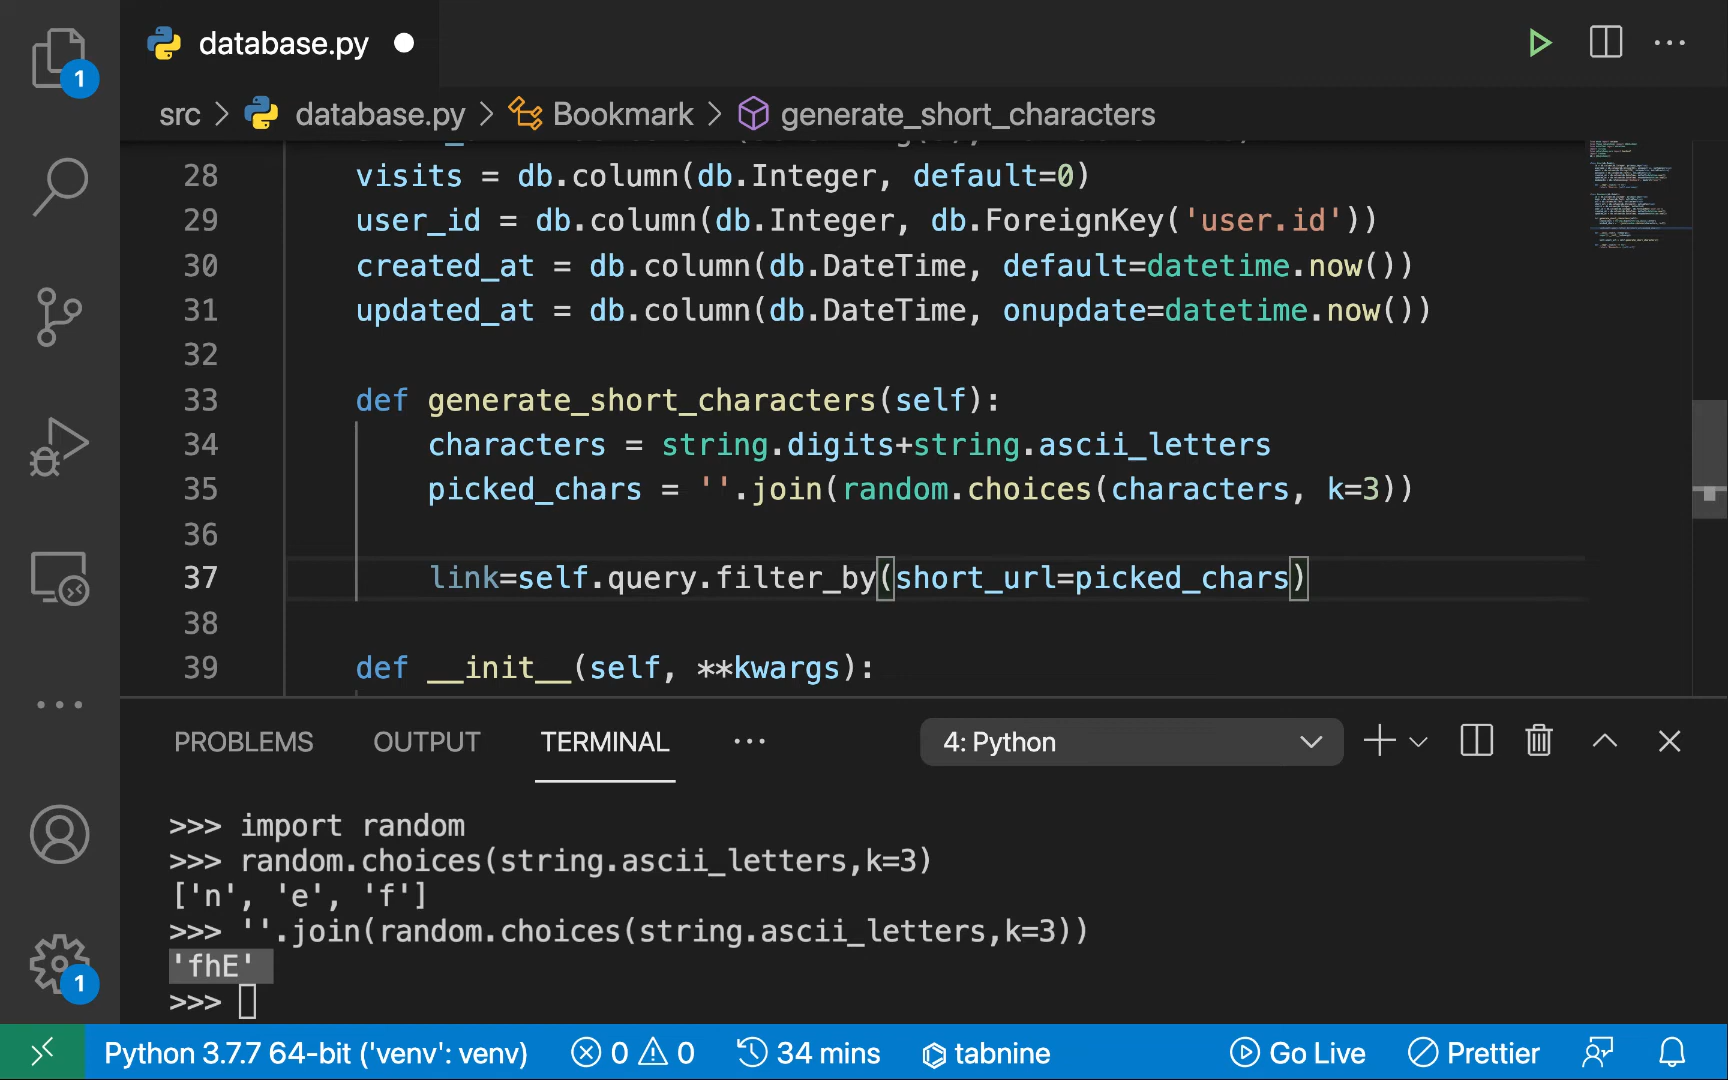 1
database.py
src > database.py > Bookmark > generate_short_characters
28 visits = db.column(db.Integer, default=0)
29 user_id = db.column(db.Integer, db.ForeignKey('user.id'))
30 created_at = db.column(db.DateTime, default=datetime.now())
31 updated_at = db.column(db.DateTime, onupdate=datetime.now())
32
33 def generate_short_characters(self):
34 characters = string.digits+string.ascii_letters
35 picked_chars = ''.join(random.choices(characters, k=3))
36
37 link=self.query.filter_by(short_url=picked_chars)
38
39 def __init__(self, **kwargs):
PROBLEMS OUTPUT TERMINAL ··· 4: Python
>>> import random
>>> random.choices(string.ascii_letters,k=3)
['n', 'e', 'f']
>>> ''.join(random.choices(string.ascii_letters,k=3))
'fhE'
>>>
1
Python 3.7.7 64-bit ('venv': venv) 0 0 34 mins tabnine Go Live Prettier